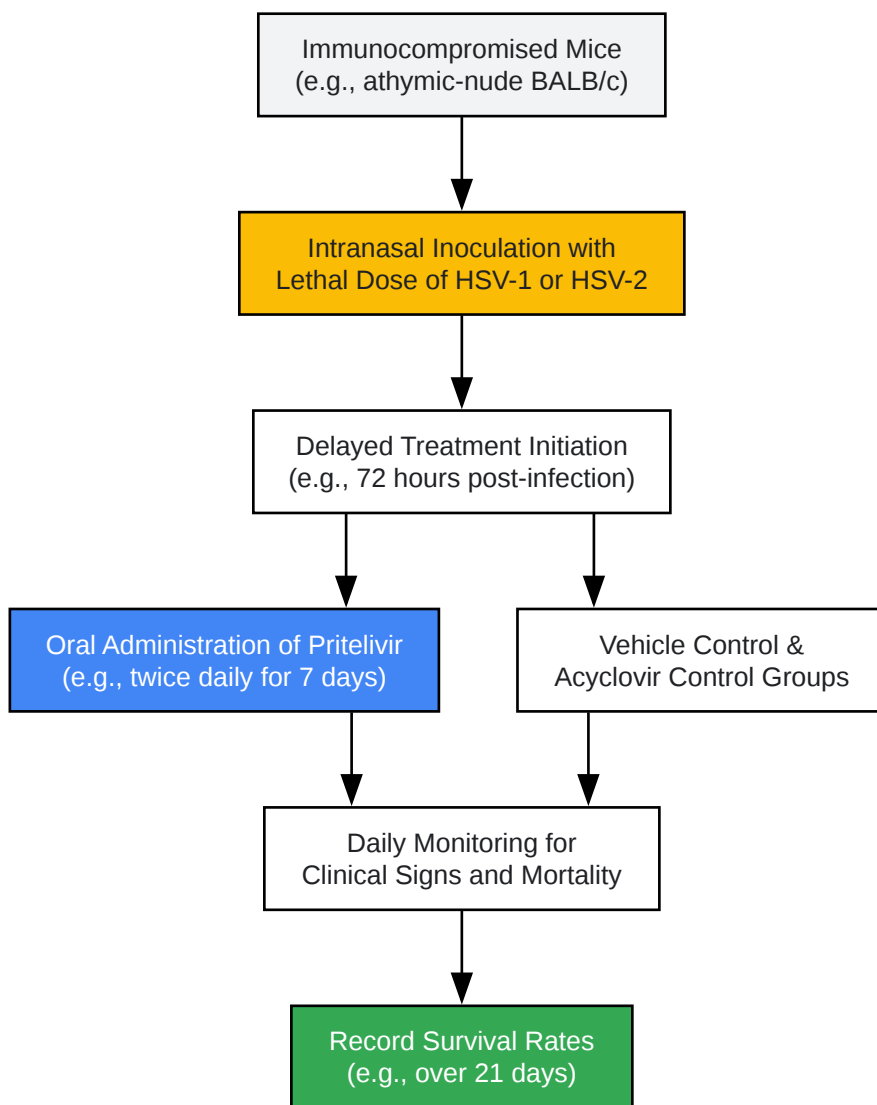 Immunocompromised Mice
(e.g., athymic-nude BALB/c)
Intranasal Inoculation with
Lethal Dose of HSV-1 or HSV-2
Delayed Treatment Initiation
(e.g., 72 hours post-infection)
Oral Administration of Pritelivir
(e.g., twice daily for 7 days)
Vehicle Control &
Acyclovir Control Groups
Daily Monitoring for
Clinical Signs and Mortality
Record Survival Rates
(e.g., over 21 days)